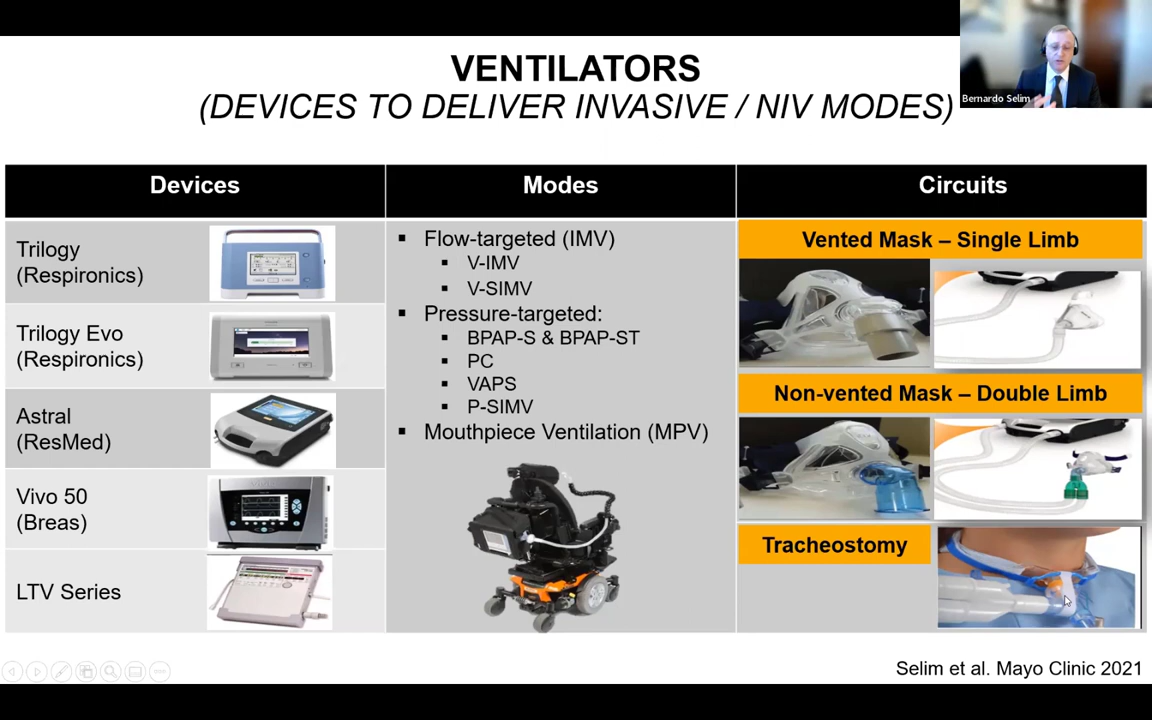 VENTILATORS
(DEVICES TO DELIVER INVASIVE / NIV MODES)
Bernardo Selim
Devices
Modes
Circuits
Trilogy
(Respironics)
Trilogy Evo
(Respironics)
Astral
(ResMed)
Vivo 50
(Breas)
LTV Series
▪ Flow-targeted (IMV)
▪ V-IMV
▪ V-SIMV
▪ Pressure-targeted:
▪ BPAP-S & BPAP-ST
▪ PC
▪ VAPS
▪ P-SIMV
▪ Mouthpiece Ventilation (MPV)
Vented Mask – Single Limb
Non-vented Mask – Double Limb
Tracheostomy
Selim et al. Mayo Clinic 2021